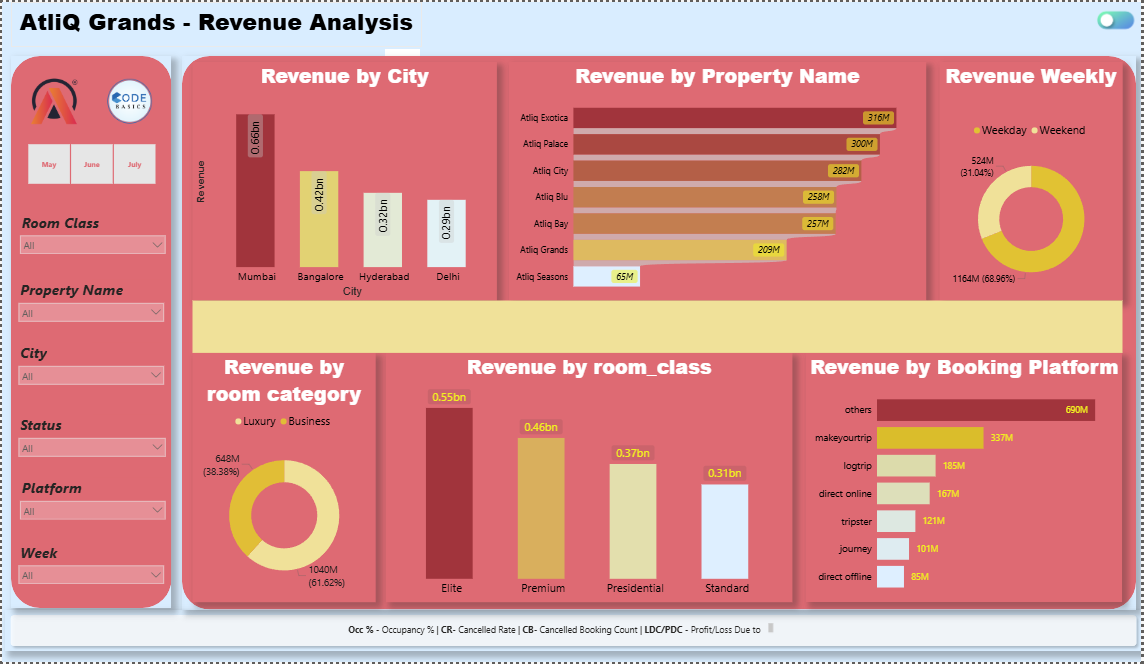 AtliQ Grands - Revenue Analysis
CODE
BASICS
May June July
Room Class
All
Property Name
All
City
All
Status
All
Platform
All
Week
All
Revenue by City
Revenue
0.66bn
0.42bn
0.32bn
0.29bn
Mumbai Bangalore Hyderabad Delhi
City
Revenue by Property Name
Atliq Exotica 316M
Atliq Palace 300M
Atliq City 282M
Atliq Blu 258M
Atliq Bay 257M
Atliq Grands 209M
Atliq Seasons 65M
Revenue Weekly
Weekday Weekend
524M
(31.04%)
1164M (68.96%)
Revenue by
room category
Luxury Business
648M
(38.38%)
1040M
(61.62%)
Revenue by room_class
0.55bn
0.46bn
0.37bn
0.31bn
Elite Premium Presidential Standard
Revenue by Booking Platform
others 690M
makeyourtrip 337M
logtrip 185M
direct online 167M
tripster 121M
journey 101M
direct offline 85M
Occ % - Occupancy % | CR- Cancelled Rate | CB- Cancelled Booking Count | LDC/PDC - Profit/Loss Due to